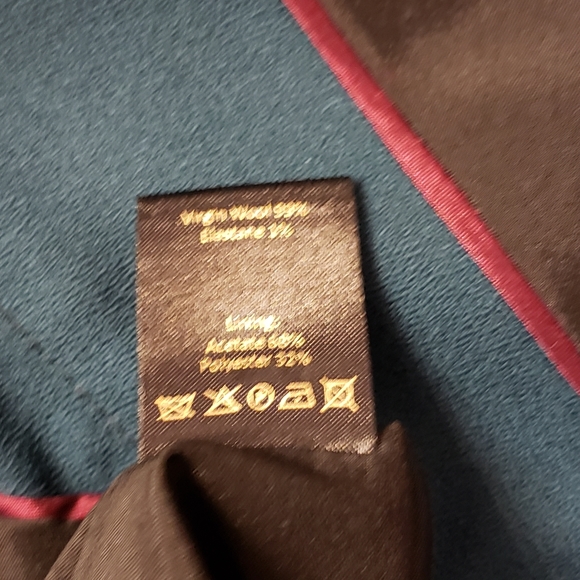 Virgin Wool 99%
Elastane 1%
Lining:
Acetate 68%
Polyester 32%
P